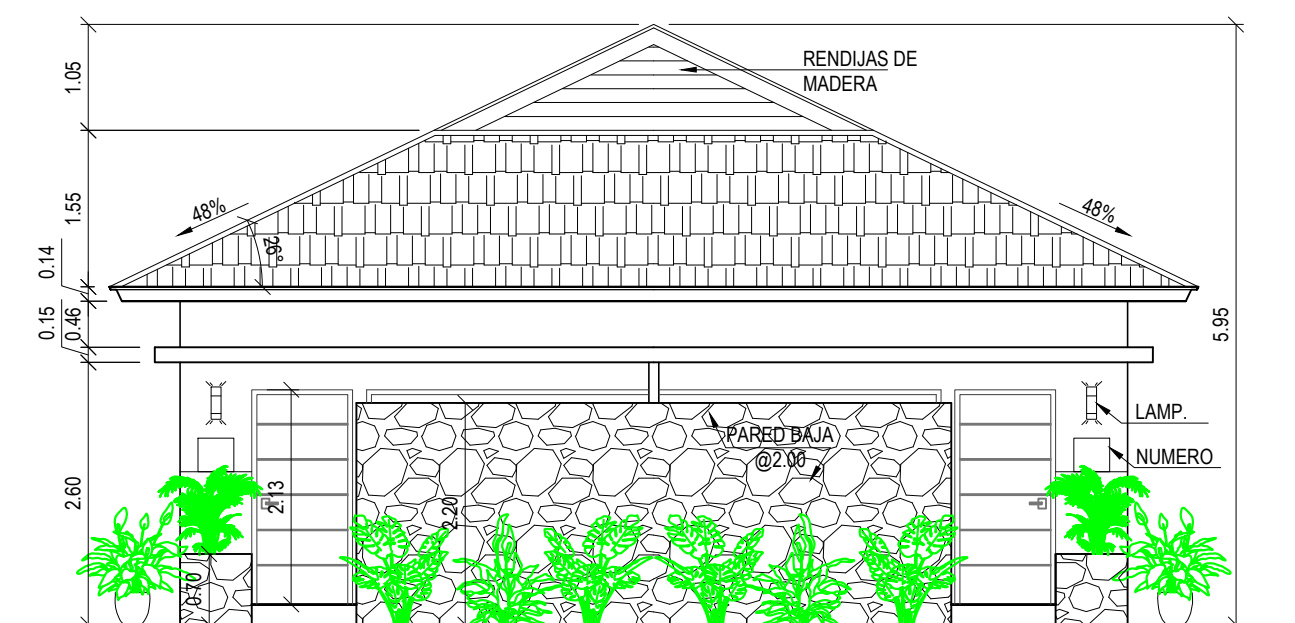 RENDIJAS DE
MADERA
1.05
1.55
48%
26°
48%
0.14
0.15
0.46
5.95
LAMP.
PARED BAJA
@2.00
NUMERO
2.60
2.13
2.20
0.70